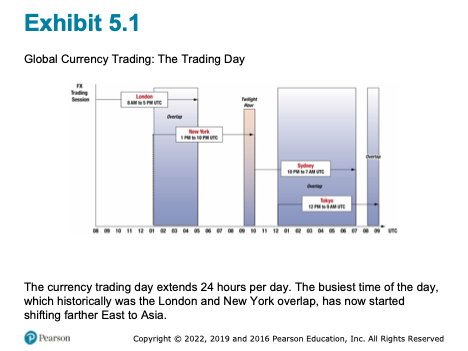 Exhibit 5.1
Global Currency Trading: The Trading Day
FX
Trading
Session
London
8 AM to 5 PM UTC
Twilight
Hour
Overlap
New York
1 PM to 10 PM UTC
Overlap
Sydney
10 PM to 7 AM UTC
Overlap
Tokyo
12 PM to 9 AM UTC
08 09 10 11 12 01 02 03 04 05 06 07 08 09 10 11 12 01 02 03 04 05 06 07 08 09 UTC
The currency trading day extends 24 hours per day. The busiest time of the day,
which historically was the London and New York overlap, has now started
shifting farther East to Asia.
Pearson
Copyright © 2022, 2019 and 2016 Pearson Education, Inc. All Rights Reserved